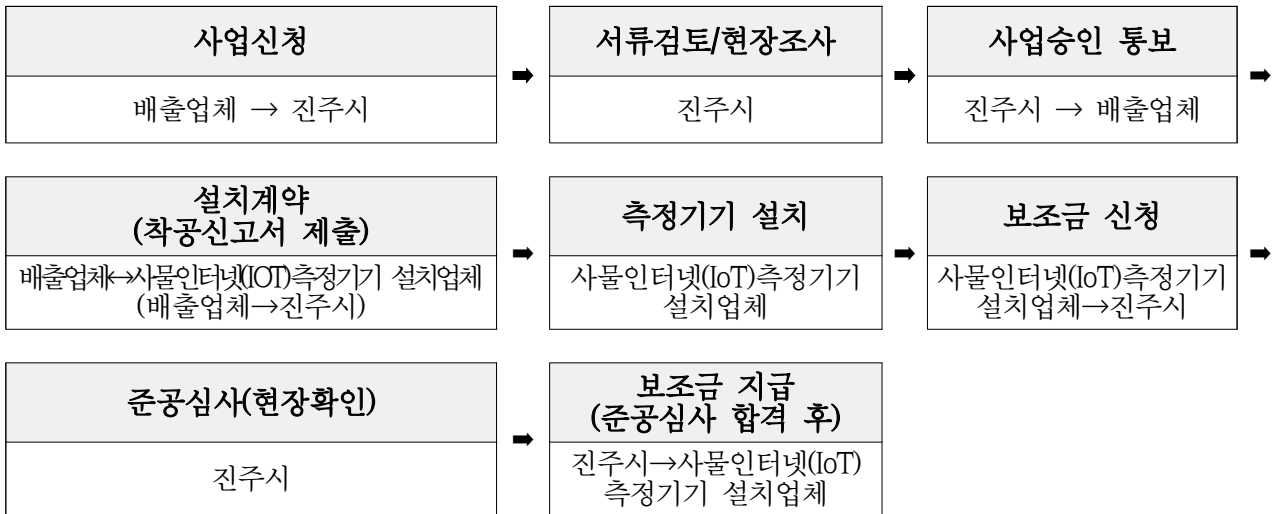 사업신청
배출업체 → 진주시
➡
서류검토/현장조사
진주시
➡
사업승인 통보
진주시 → 배출업체
➡
설치계약
(착공신고서 제출)
배출업체↔사물인터넷(IOT)측정기기 설치업체
(배출업체→진주시)
➡
측정기기 설치
사물인터넷(IoT)측정기기
설치업체
➡
보조금 신청
사물인터넷(IoT)측정기기
설치업체→진주시
➡
준공심사(현장확인)
진주시
➡
보조금 지급
(준공심사 합격 후)
진주시→사물인터넷(IoT)
측정기기 설치업체